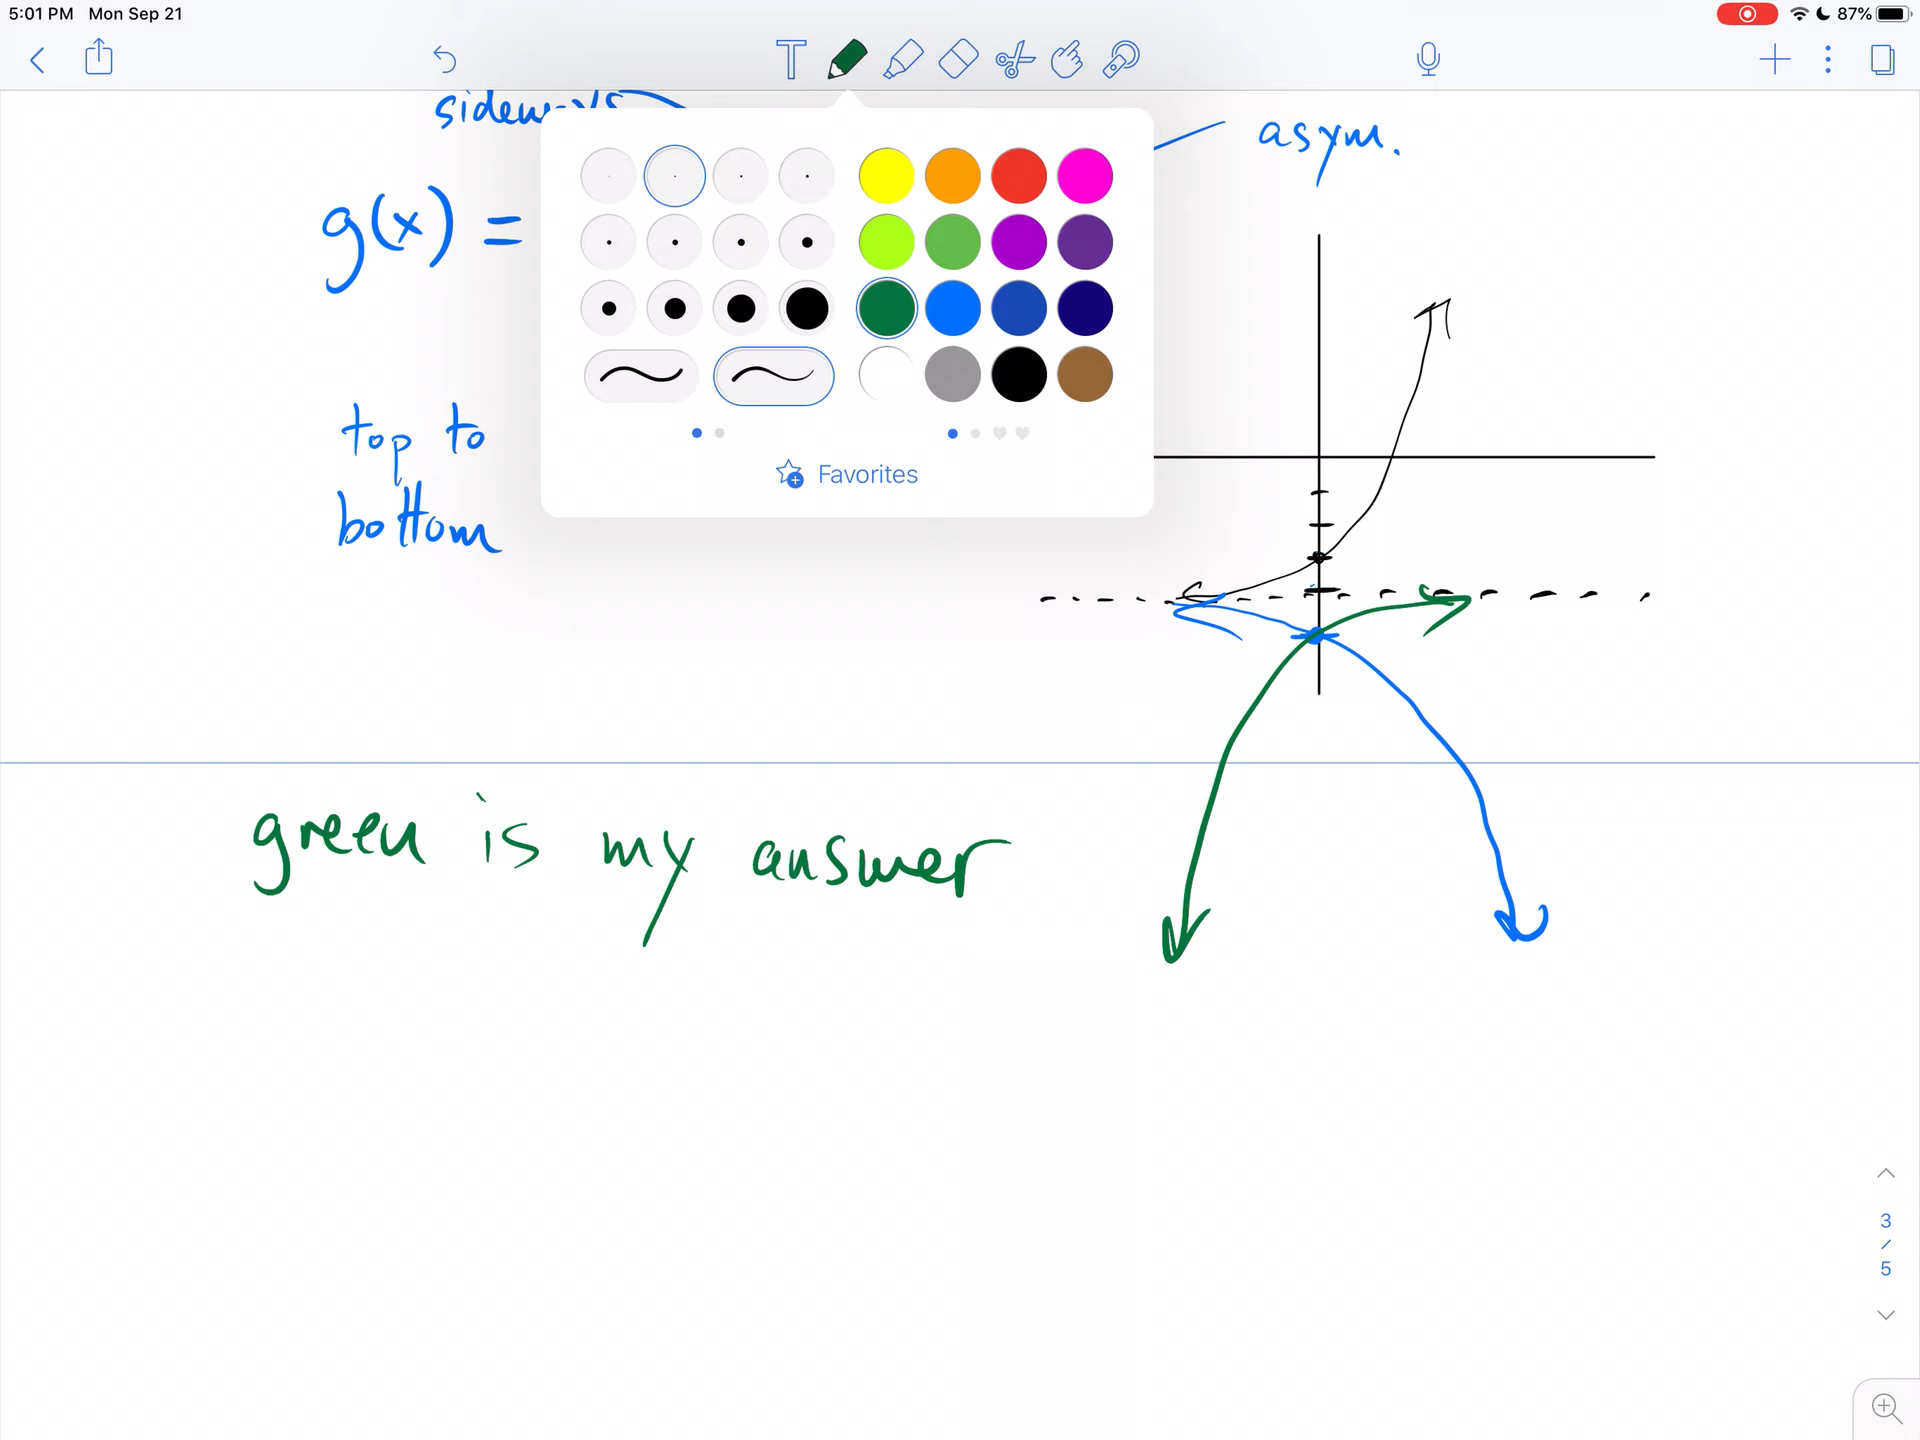 5:01 PM Mon Sep 21
87%
T
asym.
g(x) =
top to
bottom
Favorites
green is my answer
3
/
5